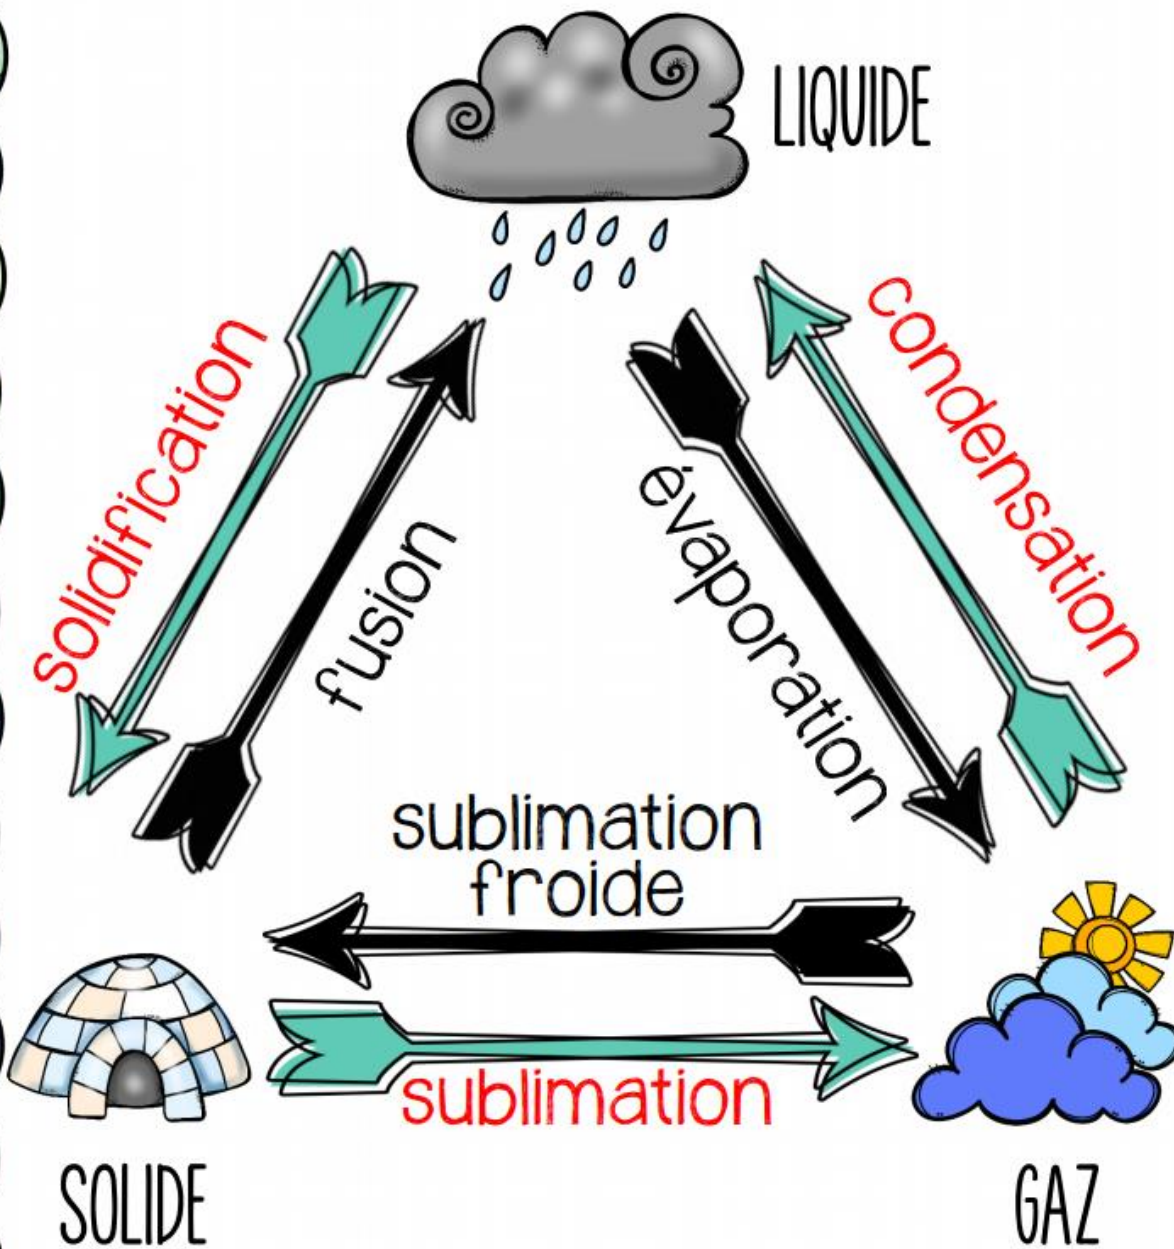 LIQUIDE
solidification
fusion
évaporation
condensation
sublimation
froide
sublimation
SOLIDE
GAZ